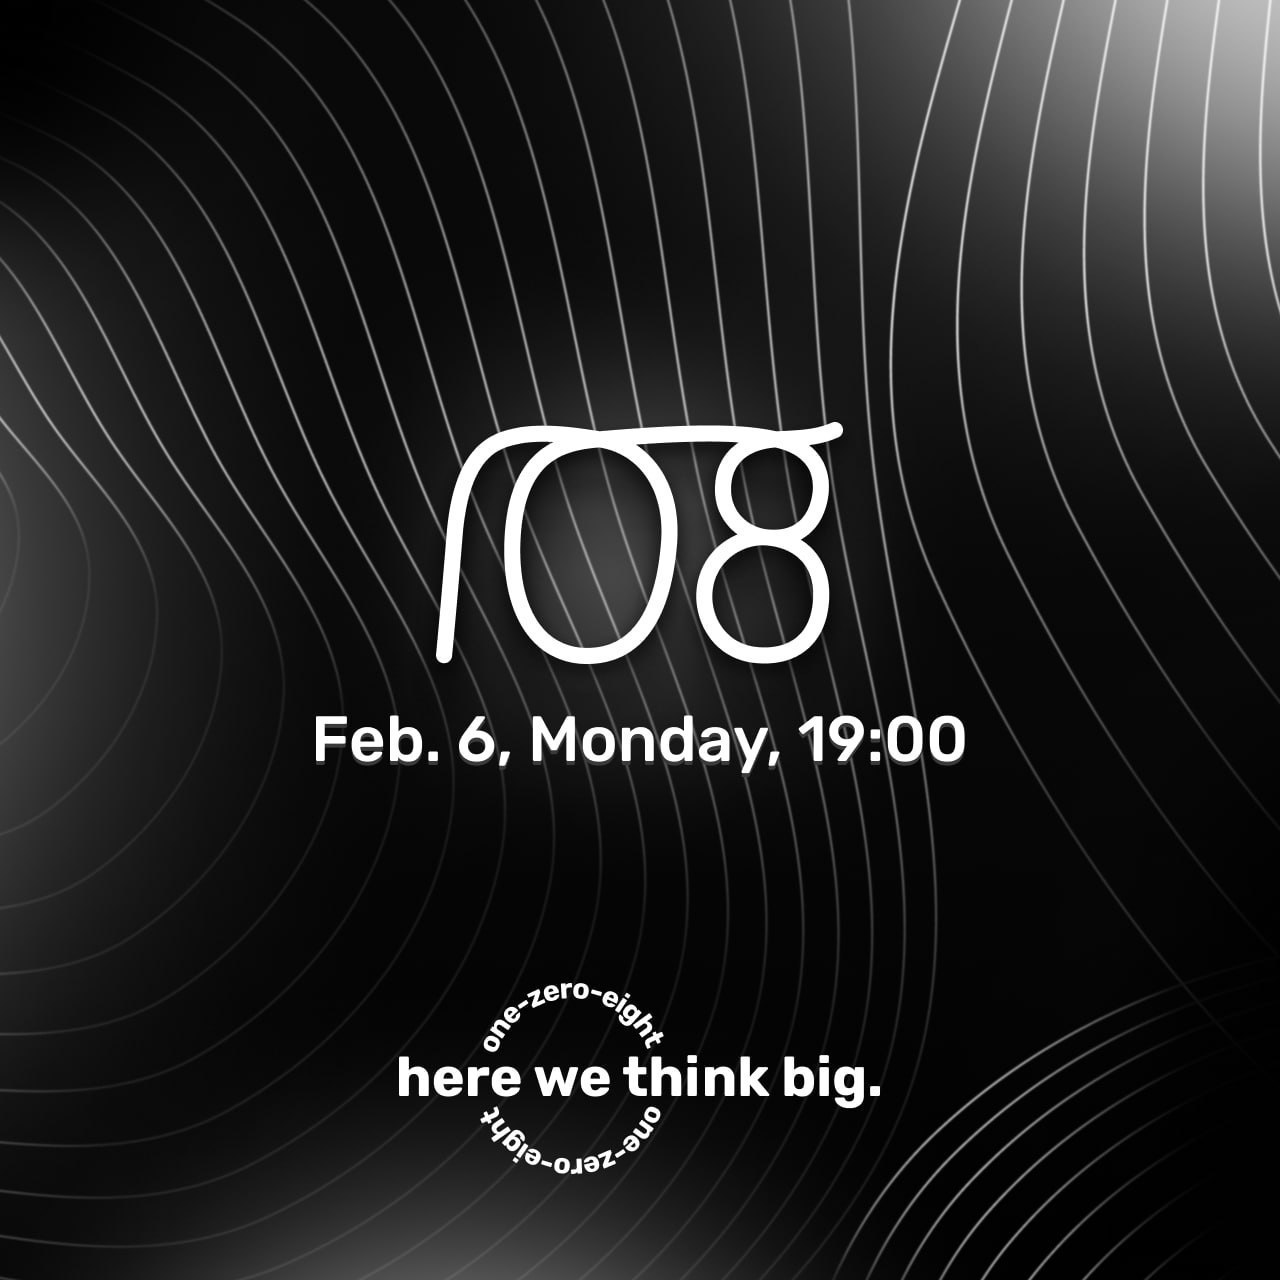 108
Feb. 6, Monday, 19:00
one-zero-eight
here we think big.
one-zero-eight